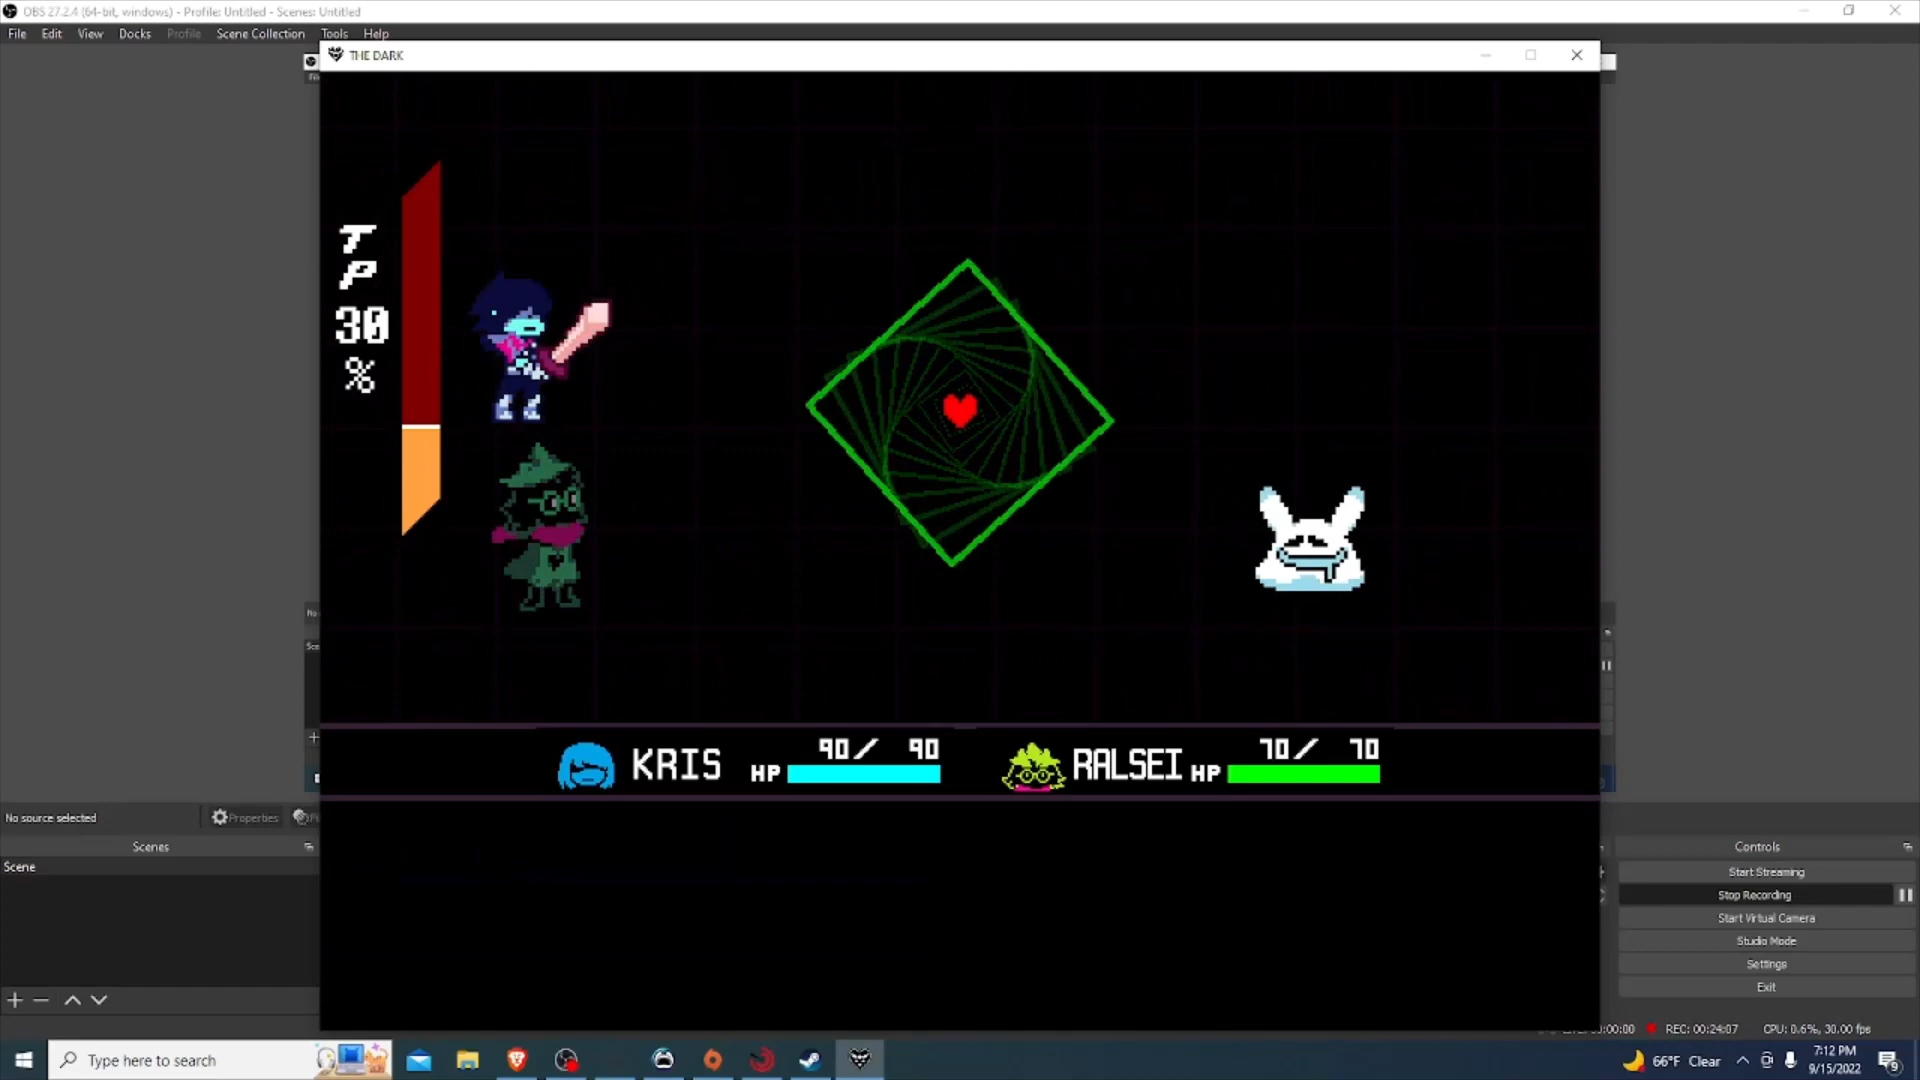 OBS 27.2.4 (64-bit, windows) - Profile: Untitled - Scenes: Untitled
File Edit View Docks Profile Scene Collection Tools Help
THE DARK
TP
30
%
KRIS HP 90/ 90
RALSEI HP 70/ 70
No source selected
Properties
Scenes
Scene
Controls
Start Streaming
Stop Recording
Start Virtual Camera
Studio Mode
Settings
Exit
REC: 00:24:07
CPU: 0.6%, 30.00 fps
Type here to search
66°F Clear
7:12 PM
9/15/2022